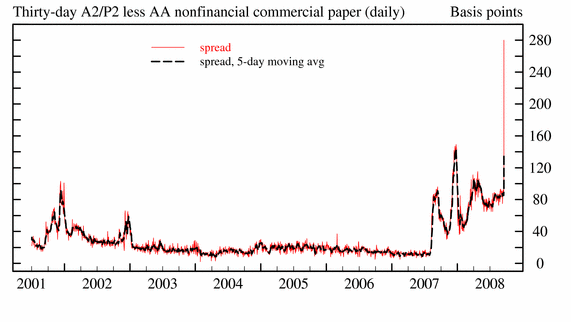 Thirty-day A2/P2 less AA nonfinancial commercial paper (daily) Basis points
spread
spread, 5-day moving avg
280
240
200
160
120
80
40
0
2001 2002 2003 2004 2005 2006 2007 2008